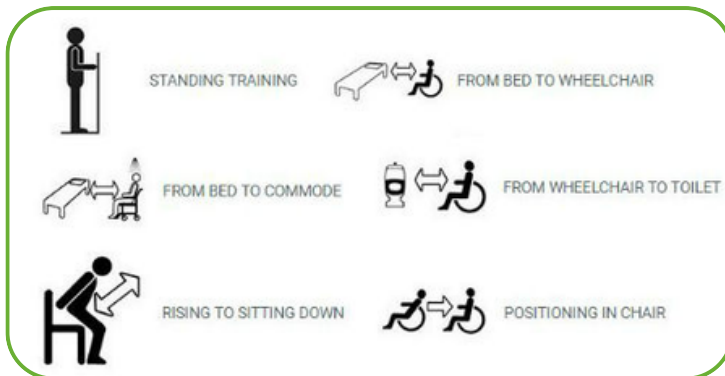 STANDING TRAINING
FROM BED TO WHEELCHAIR
FROM BED TO COMMODE
FROM WHEELCHAIR TO TOILET
RISING TO SITTING DOWN
POSITIONING IN CHAIR